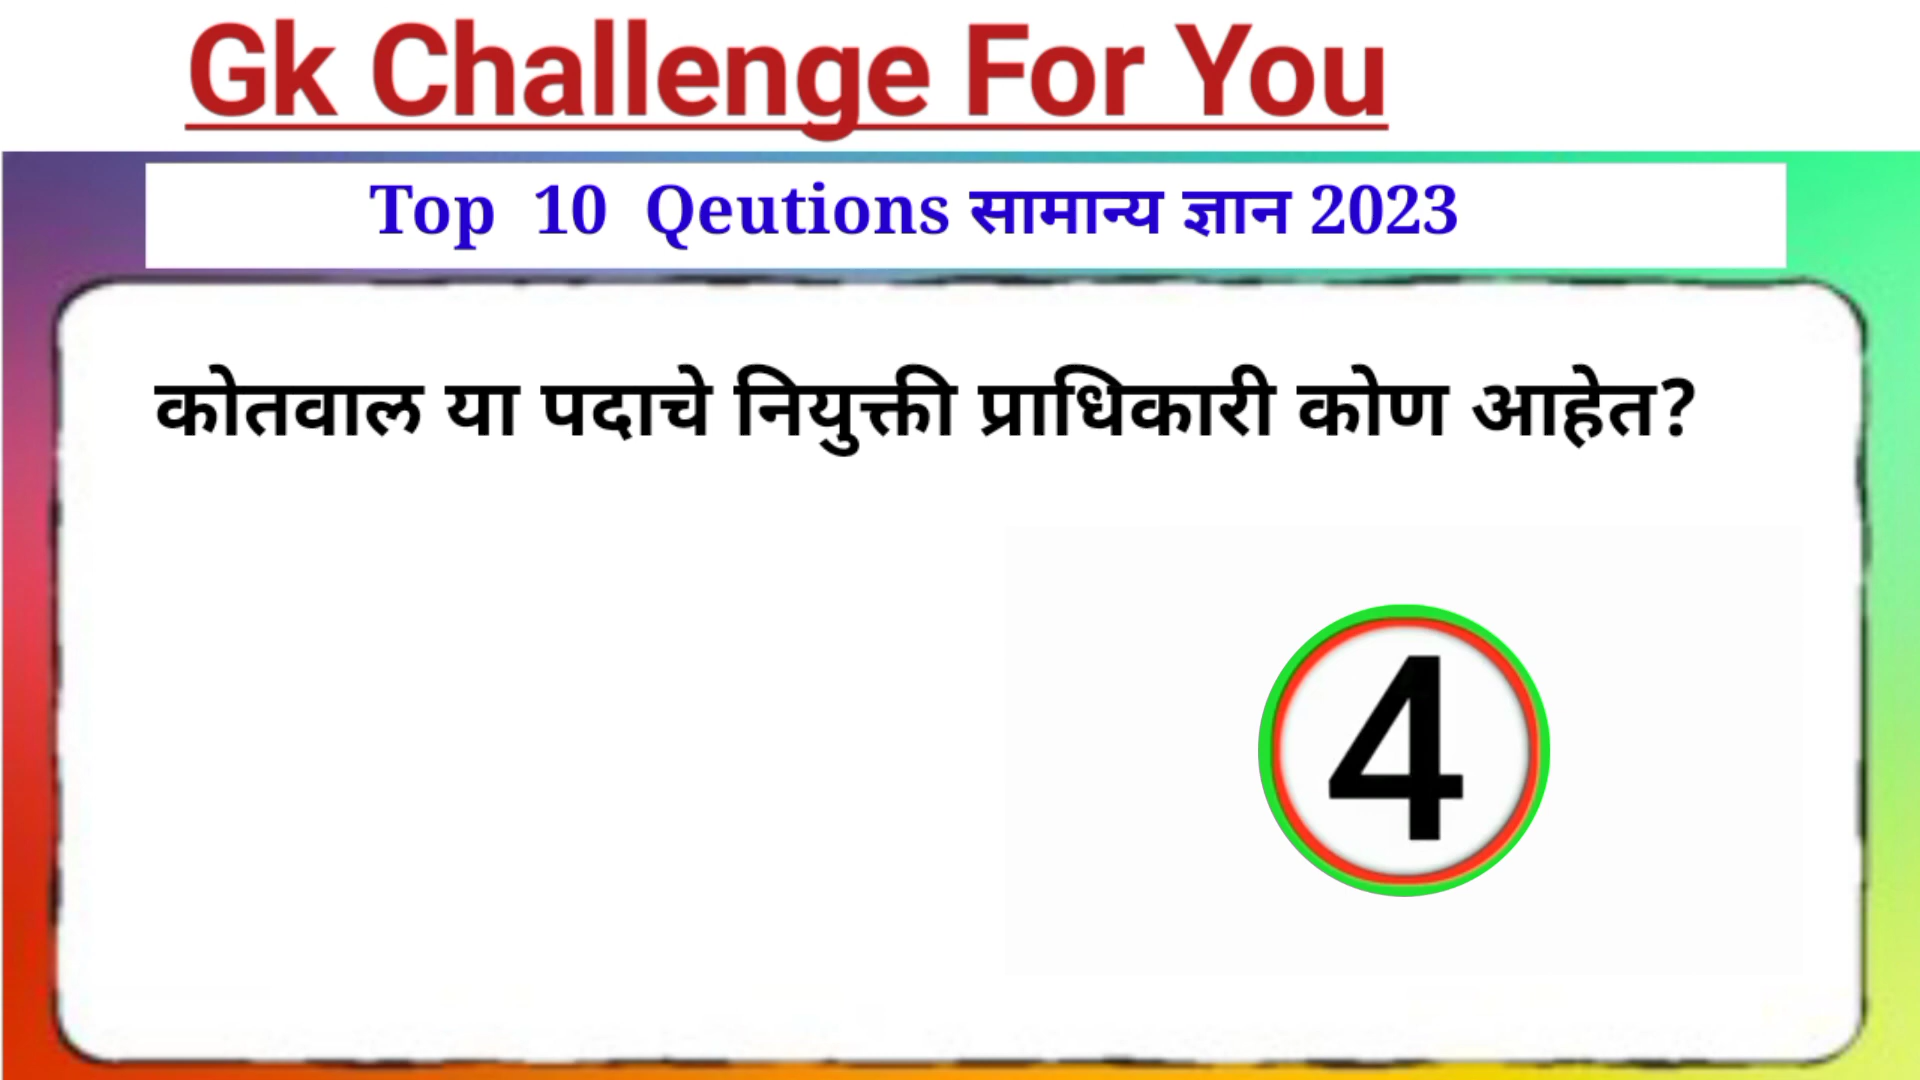 Gk Challenge For You
Top 10 Qeutions सामान्य ज्ञान 2023
कोतवाल या पदाचे नियुक्ती प्राधिकारी कोण आहेत?
4